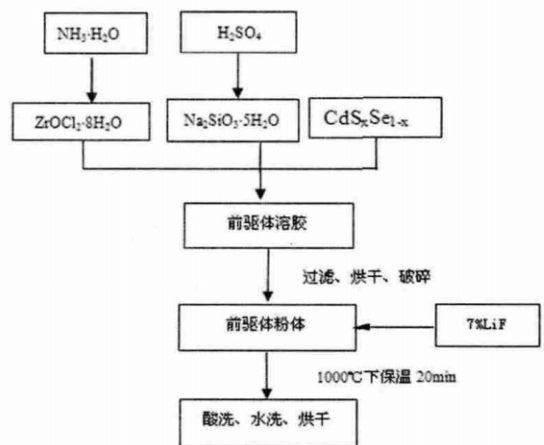 NH₃·H₂O
H₂SO₄
ZrOCl₂·8H₂O
Na₂SiO₃·5H₂O
CdSₓSe₁₋ₓ
前驱体溶胶
过滤、烘干、破碎
前驱体粉体
7%LiF
1000℃下保温 20min
酸洗、水洗、烘干